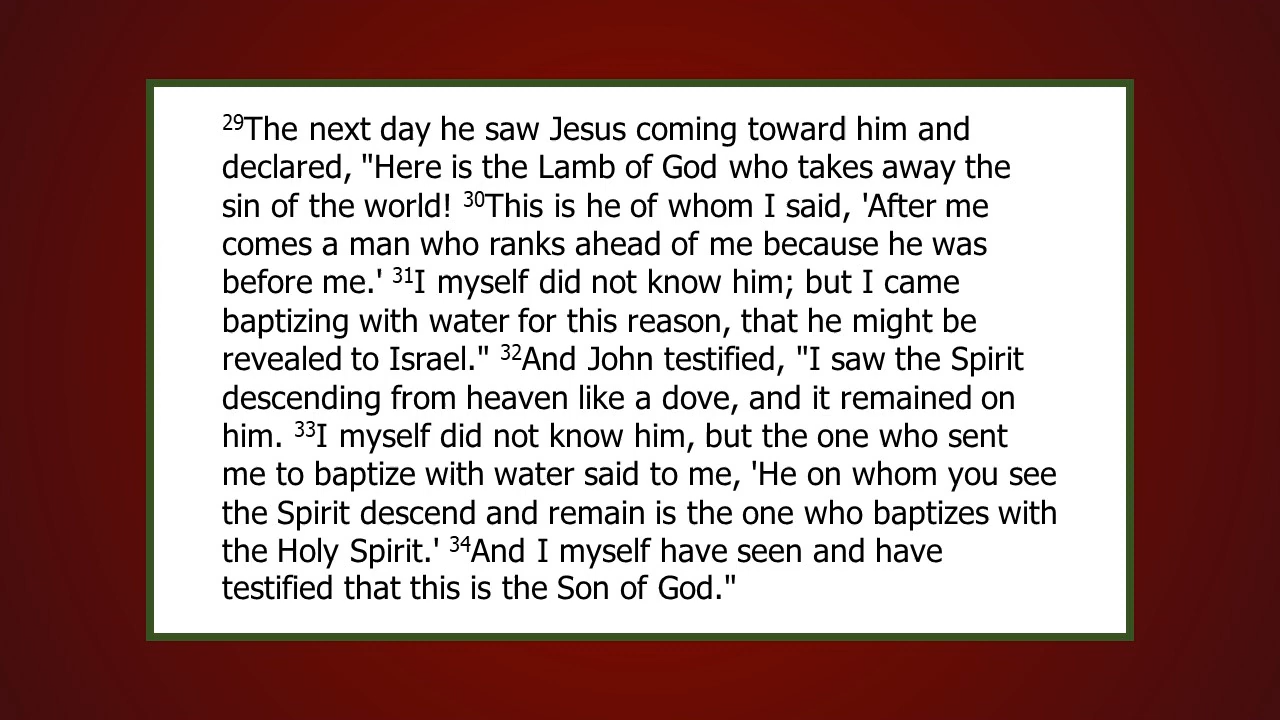 29The next day he saw Jesus coming toward him and
declared, "Here is the Lamb of God who takes away the
sin of the world! 30This is he of whom I said, 'After me
comes a man who ranks ahead of me because he was
before me.' 31I myself did not know him; but I came
baptizing with water for this reason, that he might be
revealed to Israel." 32And John testified, "I saw the Spirit
descending from heaven like a dove, and it remained on
him. 33I myself did not know him, but the one who sent
me to baptize with water said to me, 'He on whom you see
the Spirit descend and remain is the one who baptizes with
the Holy Spirit.' 34And I myself have seen and have
testified that this is the Son of God."